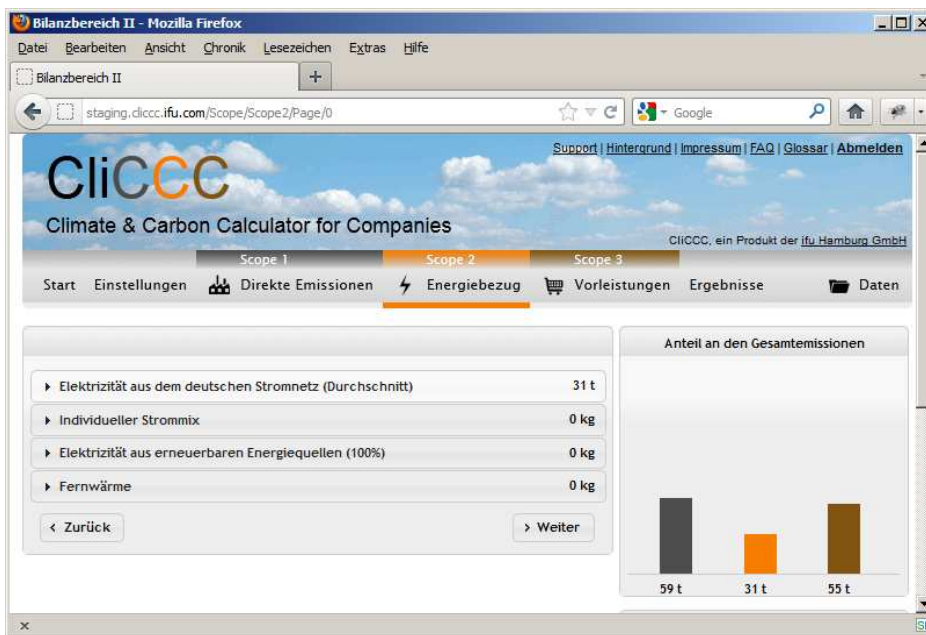 Bilanzbereich II - Mozilla Firefox
Datei Bearbeiten Ansicht Chronik Lesezeichen Extras Hilfe
Bilanzbereich II
staging.cliccc.ifu.com/Scope/Scope2/Page/0
Google
Support | Hintergrund | Impressum | FAQ | Glossar | Abmelden
CliCCC
Climate & Carbon Calculator for Companies
CliCCC, ein Produkt der ifu Hamburg GmbH
Scope 1 Scope 2 Scope 3
Start Einstellungen Direkte Emissionen Energiebezug Vorleistungen Ergebnisse Daten
Anteil an den Gesamtemissionen
Elektrizität aus dem deutschen Stromnetz (Durchschnitt) 31 t
Individueller Strommix 0 kg
Elektrizität aus erneuerbaren Energiequellen (100%) 0 kg
Fernwärme 0 kg
‹ Zurück › Weiter
59 t 31 t 55 t